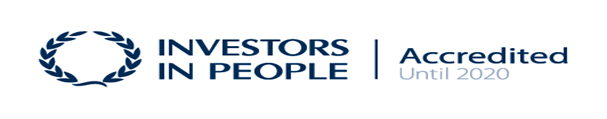 INVESTORS
IN PEOPLE
Accredited
Until 2020